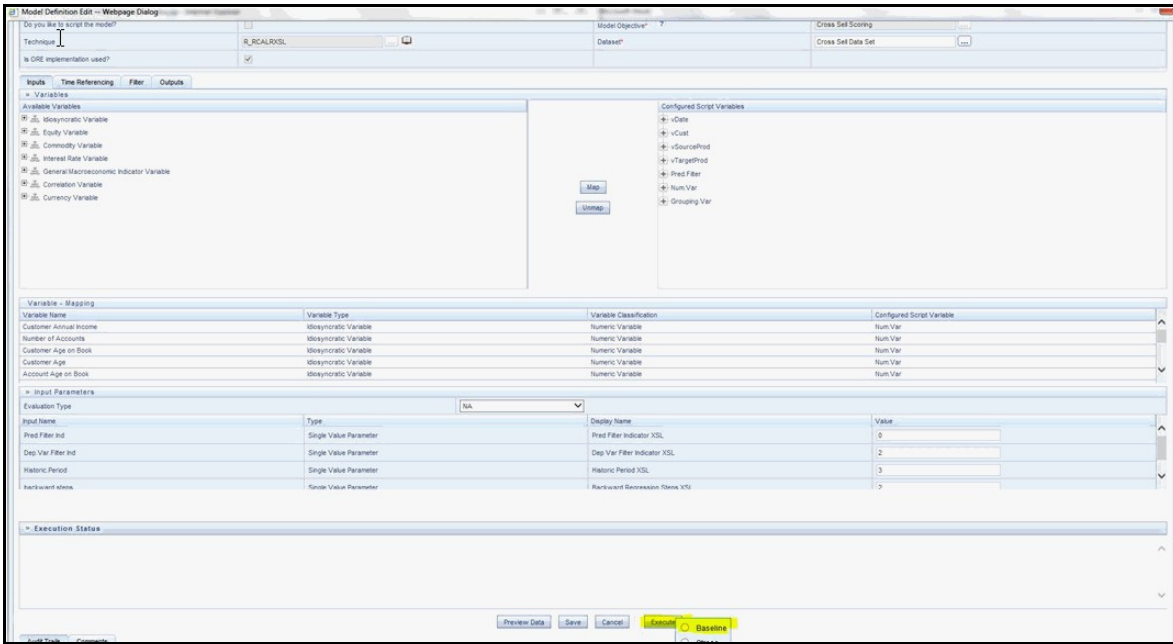 Model Definition Edit -- Webpage Dialog
Do you like to script the model? Model Objective* ? Cross Sell Scoring ...
Technique R_RCALRXSL ... Dataset* Cross Sell Data Set ...
Is ORE implementation used?
Inputs Time Referencing Filter Outputs
» Variables
Available Variables Configured Script Variables
Idiosyncratic Variable vDate
Equity Variable vCust
Commodity Variable vSourceProd
Interest Rate Variable vTargetProd
General Macroeconomic Indicator Variable Pred.Filter
Correlation Variable Num.Var
Currency Variable Grouping Var
Map
Unmap
Variable - Mapping
Variable Name Variable Type Variable Classification Configured Script Variable
Customer Annual Income Idiosyncratic Variable Numeric Variable Num.Var
Number of Accounts Idiosyncratic Variable Numeric Variable Num.Var
Customer Age on Book Idiosyncratic Variable Numeric Variable Num.Var
Customer Age Idiosyncratic Variable Numeric Variable Num.Var
Account Age on Book Idiosyncratic Variable Numeric Variable Num.Var
» Input Parameters
Evaluation Type NA
Input Name Type Display Name Value
Pred.Filter Ind Single Value Parameter Pred Filter Indicator XSL 0
Dep Var.Filter Ind Single Value Parameter Dep Var Filter Indicator XSL 2
Historic.Period Single Value Parameter Historic Period XSL 3
backward steps Single Value Parameter Backward Regression Steps XSL 2
» Execution Status
Preview Data Save Cancel Execute Baseline
Audit Trails Comments